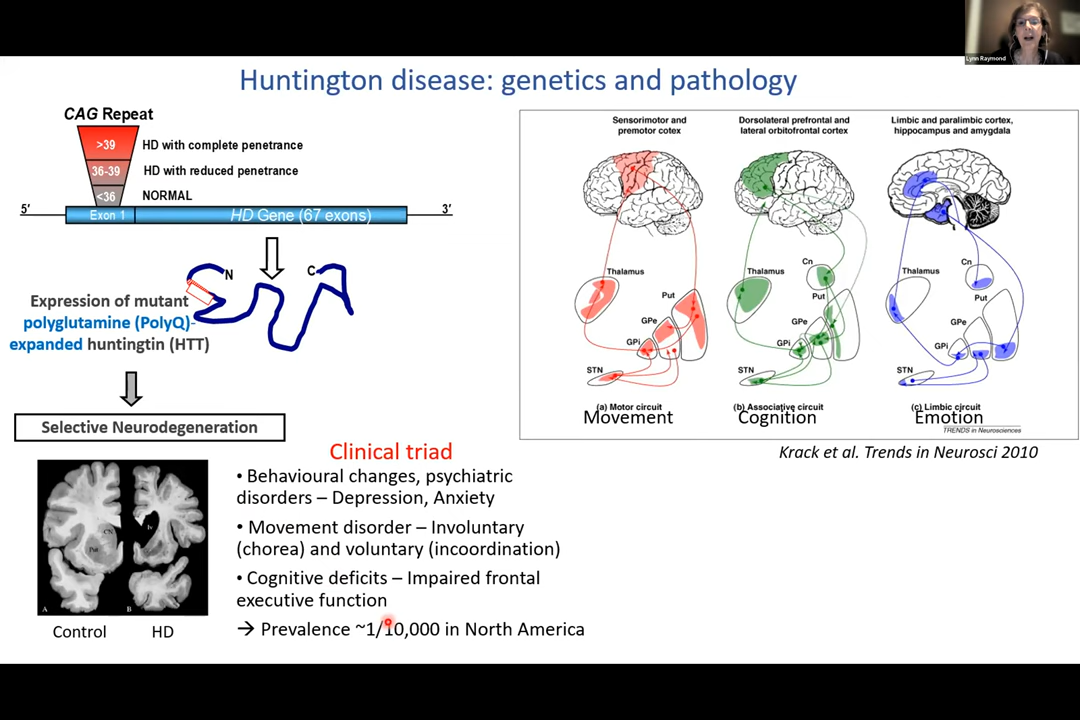 Lynn Raymond
Huntington disease: genetics and pathology
CAG Repeat
>39
HD with complete penetrance
36-39
HD with reduced penetrance
<36
NORMAL
5'
Exon 1
HD Gene (67 exons)
3'
N
C
Expression of mutant
polyglutamine (PolyQ)-
expanded huntingtin (HTT)
Selective Neurodegeneration
CN
Put
lv
A
B
Control
HD
Clinical triad
• Behavioural changes, psychiatric
disorders – Depression, Anxiety
• Movement disorder – Involuntary
(chorea) and voluntary (incoordination)
• Cognitive deficits – Impaired frontal
executive function
→ Prevalence ~1/10,000 in North America
Sensorimotor and
premotor cotex
Thalamus
Put
GPe
GPi
STN
(a) Motor circuit
Movement
Dorsolateral prefrontal and
lateral orbitofrontal cortex
Cn
Thalamus
Put
GPe
GPi
STN
(b) Associative circuit
Cognition
Limbic and paralimbic cortex,
hippocampus and amygdala
Cn
Thalamus
Put
GPe
GPi
STN
(c) Limbic circuit
Emotion
TRENDS in Neurosciences
Krack et al. Trends in Neurosci 2010